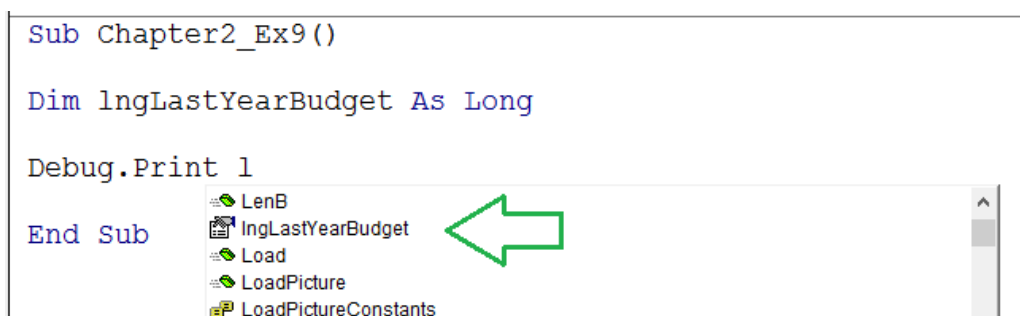 Sub Chapter2_Ex9()
Dim lngLastYearBudget As Long
Debug.Print l
LenB
lngLastYearBudget
End Sub
Load
LoadPicture
LoadPictureConstants